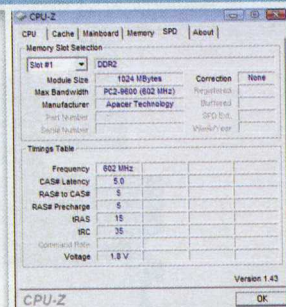 CPU-Z
CPU Cache Mainboard Memory SPD About
Memory Slot Selection
Slot #1 DDR2
Module Size 1024 MBytes Correction None
Max Bandwidth PC2-9600 (602 MHz) Registered
Manufacturer Apacer Technology Buffered
Part Number SPD Ext.
Serial Number Week/Year
Timings Table
Frequency 602 MHz
CAS# Latency 5.0
RAS# to CAS# 5
RAS# Precharge 5
tRAS 15
tRC 35
Command Rate
Voltage 1.8 V
Version 1.43
CPU-Z OK